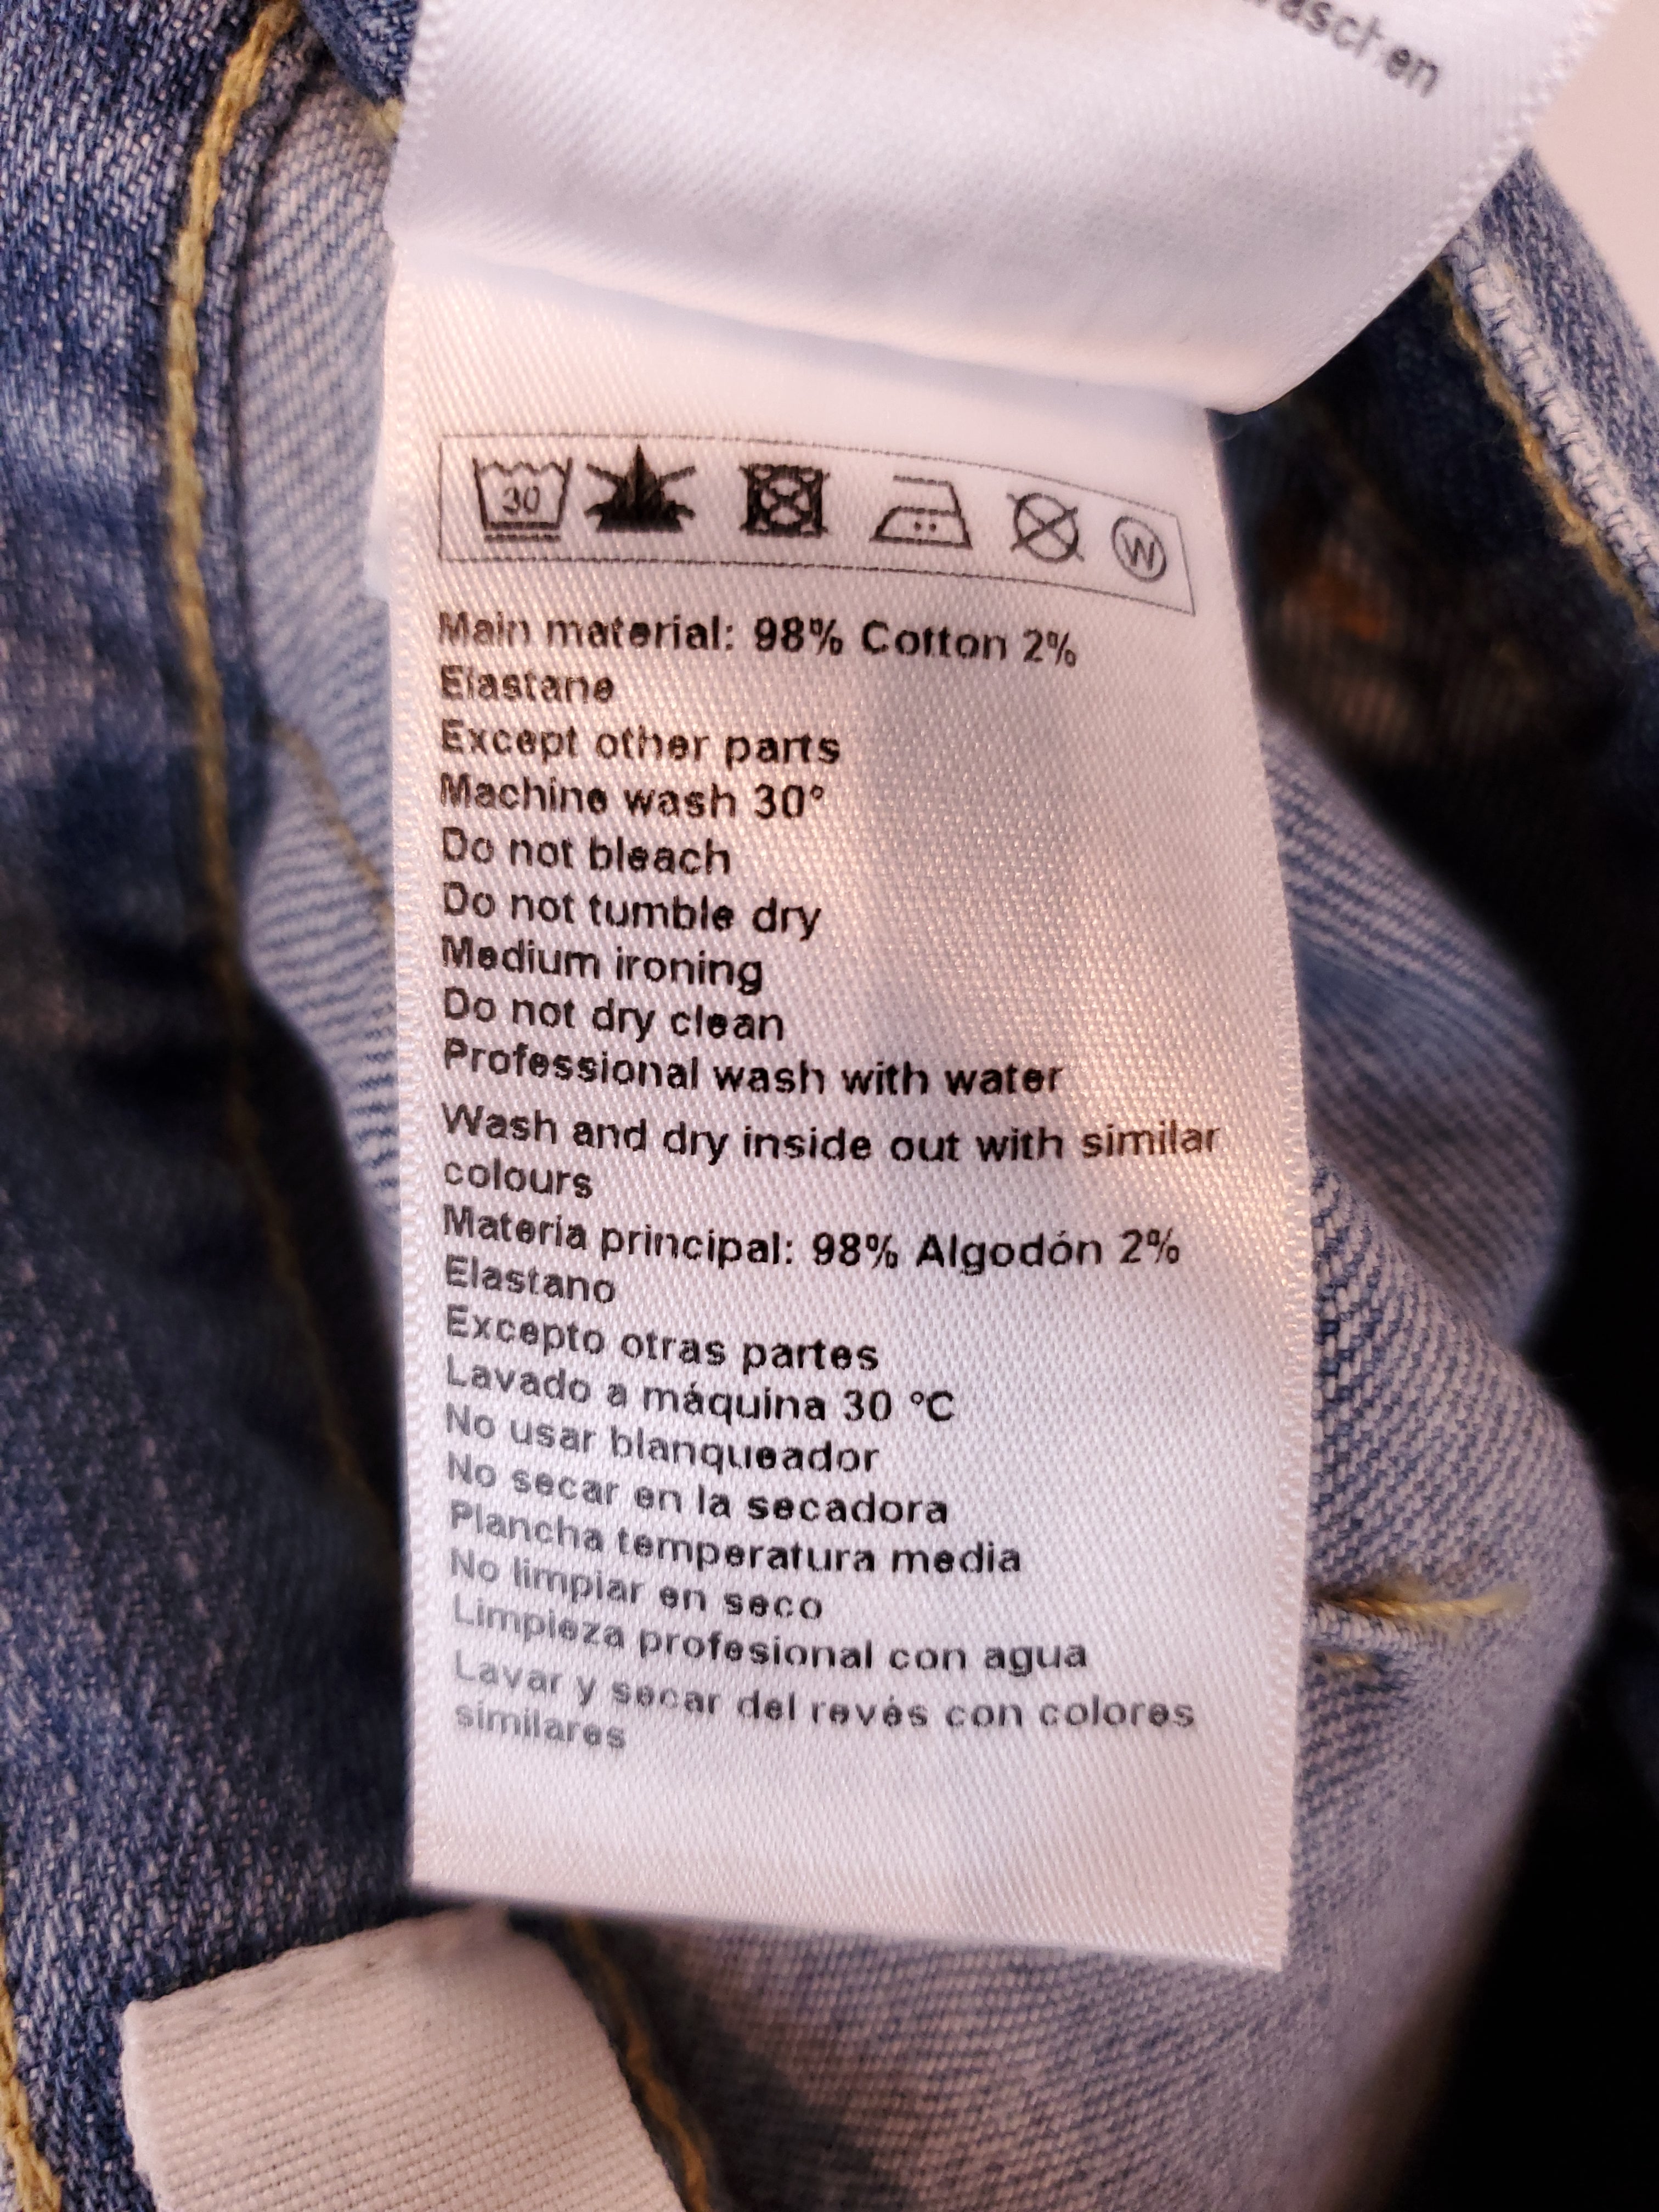 waschen
30
W
Main material: 98% Cotton 2%
Elastane
Except other parts
Machine wash 30°
Do not bleach
Do not tumble dry
Medium ironing
Do not dry clean
Professional wash with water
Wash and dry inside out with similar
colours
Materia principal: 98% Algodón 2%
Elastano
Excepto otras partes
Lavado a máquina 30 °C
No usar blanqueador
No secar en la secadora
Plancha temperatura media
No limpiar en seco
Limpieza profesional con agua
Lavar y secar del revés con colores
similares